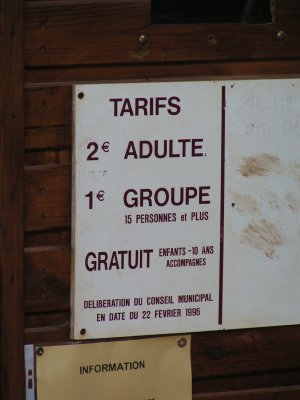 TARIFS
2€ ADULTE
1€ GROUPE
15 PERSONNES et PLUS
GRATUIT ENFANTS -10 ANS
ACCOMPAGNES
DELIBERATION DU CONSEIL MUNICIPAL
EN DATE DU 22 FEVRIER 1996
INFORMATION